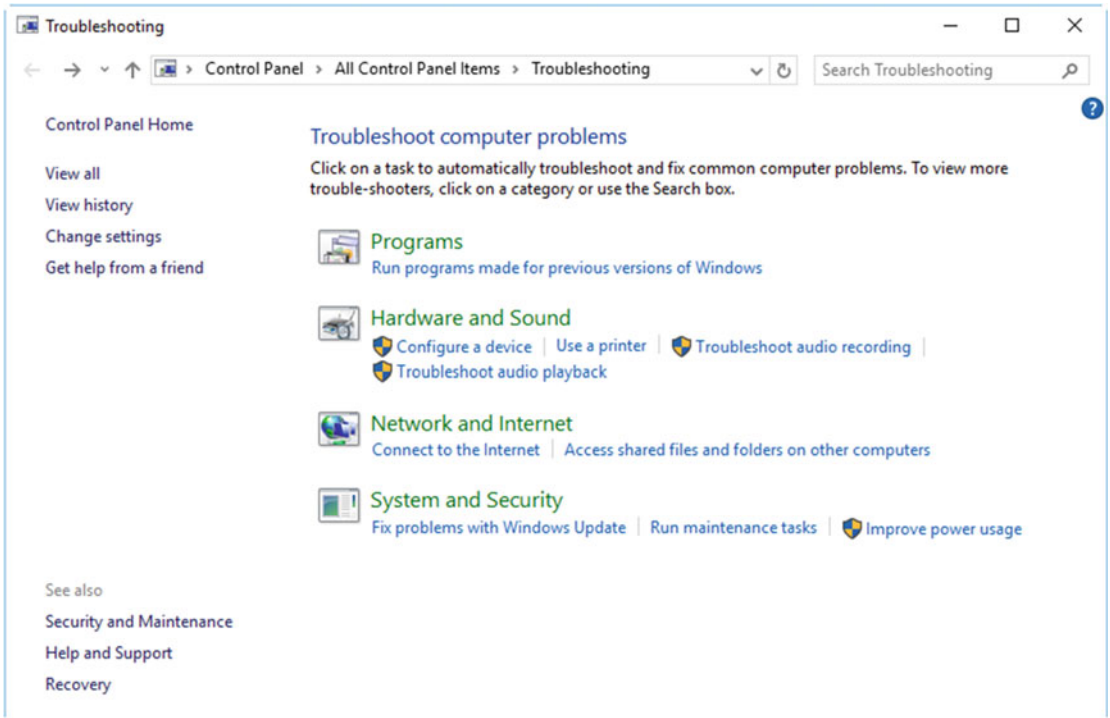 Troubleshooting
Control Panel > All Control Panel Items > Troubleshooting
Search Troubleshooting
?
Control Panel Home
View all
View history
Change settings
Get help from a friend
Troubleshoot computer problems
Click on a task to automatically troubleshoot and fix common computer problems. To view more
trouble-shooters, click on a category or use the Search box.
Programs
Run programs made for previous versions of Windows
Hardware and Sound
Configure a device | Use a printer | Troubleshoot audio recording |
Troubleshoot audio playback
Network and Internet
Connect to the Internet | Access shared files and folders on other computers
System and Security
Fix problems with Windows Update | Run maintenance tasks | Improve power usage
See also
Security and Maintenance
Help and Support
Recovery